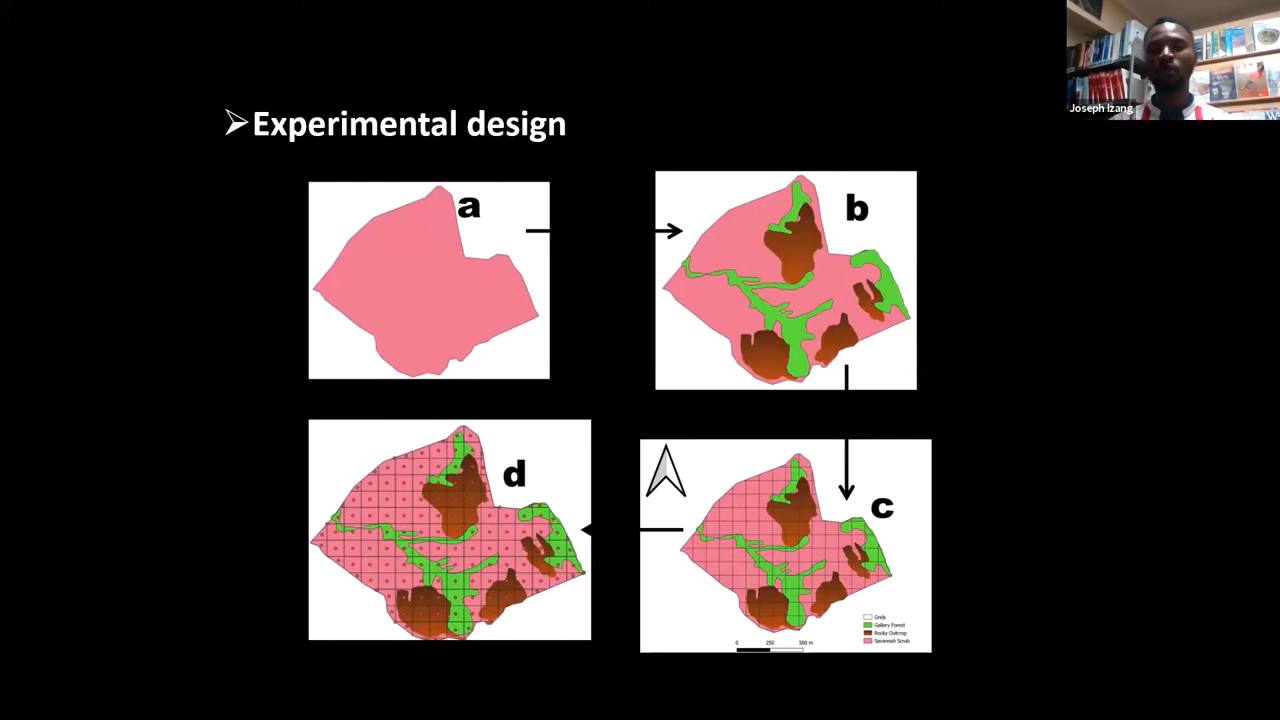 Joseph Izang
➢Experimental design
a
b
d
c
Grids
Gallery Forest
Rocky Outcrop
Savannah Scrub
0 250 500 m